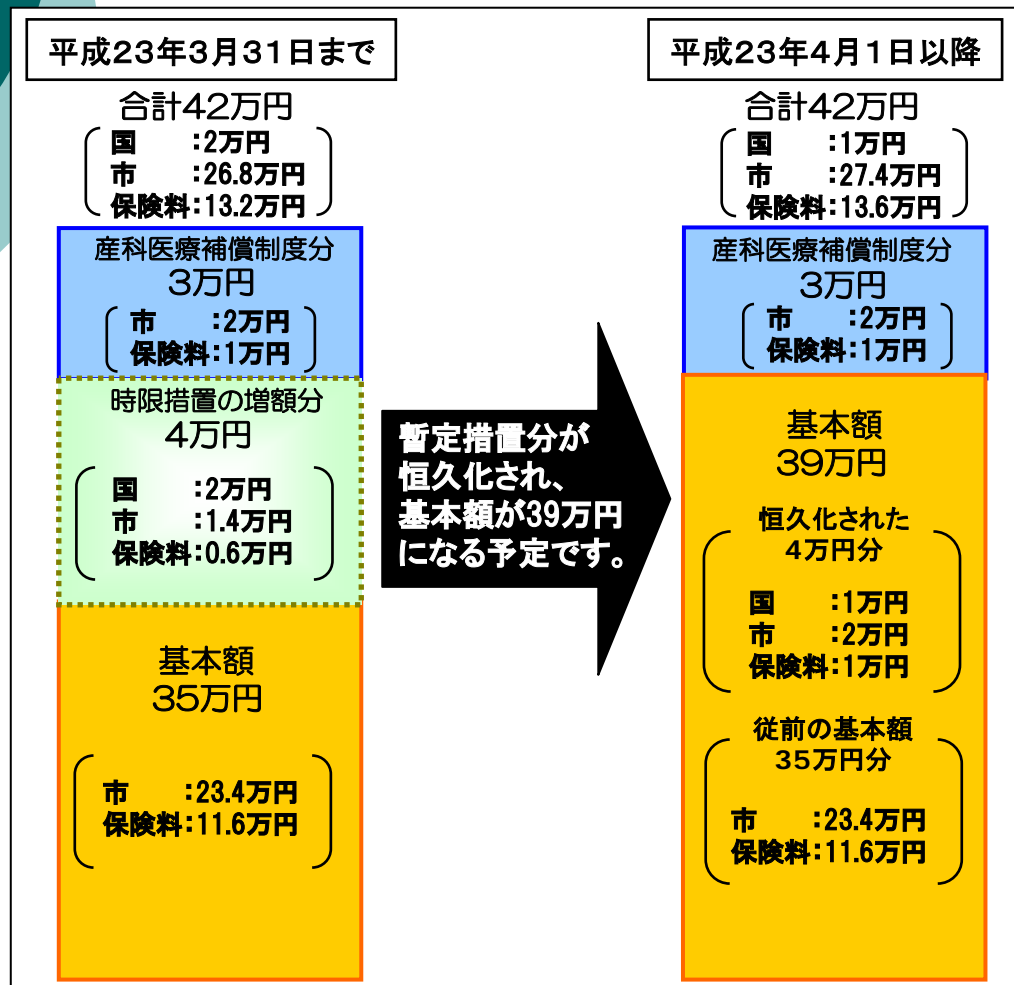 平成23年3月31日まで
合計42万円
国 :2万円
市 :26.8万円
保険料:13.2万円
産科医療補償制度分
3万円
市 :2万円
保険料:1万円
時限措置の増額分
4万円
国 :2万円
市 :1.4万円
保険料:0.6万円
基本額
35万円
市 :23.4万円
保険料:11.6万円
暫定措置分が
恒久化され、
基本額が39万円
になる予定です。
平成23年4月1日以降
合計42万円
国 :1万円
市 :27.4万円
保険料:13.6万円
産科医療補償制度分
3万円
市 :2万円
保険料:1万円
基本額
39万円
恒久化された
4万円分
国 :1万円
市 :2万円
保険料:1万円
従前の基本額
35万円分
市 :23.4万円
保険料:11.6万円